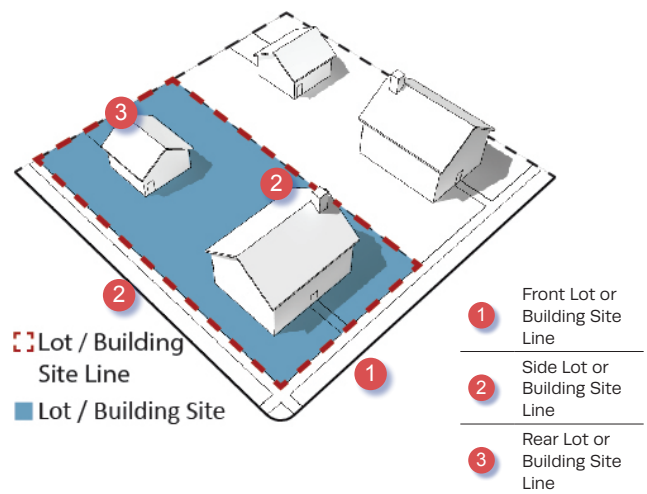 3
2
2
1
Lot / Building
Site Line
Lot / Building Site
1
Front Lot or
Building Site
Line
2
Side Lot or
Building Site
Line
3
Rear Lot or
Building Site
Line